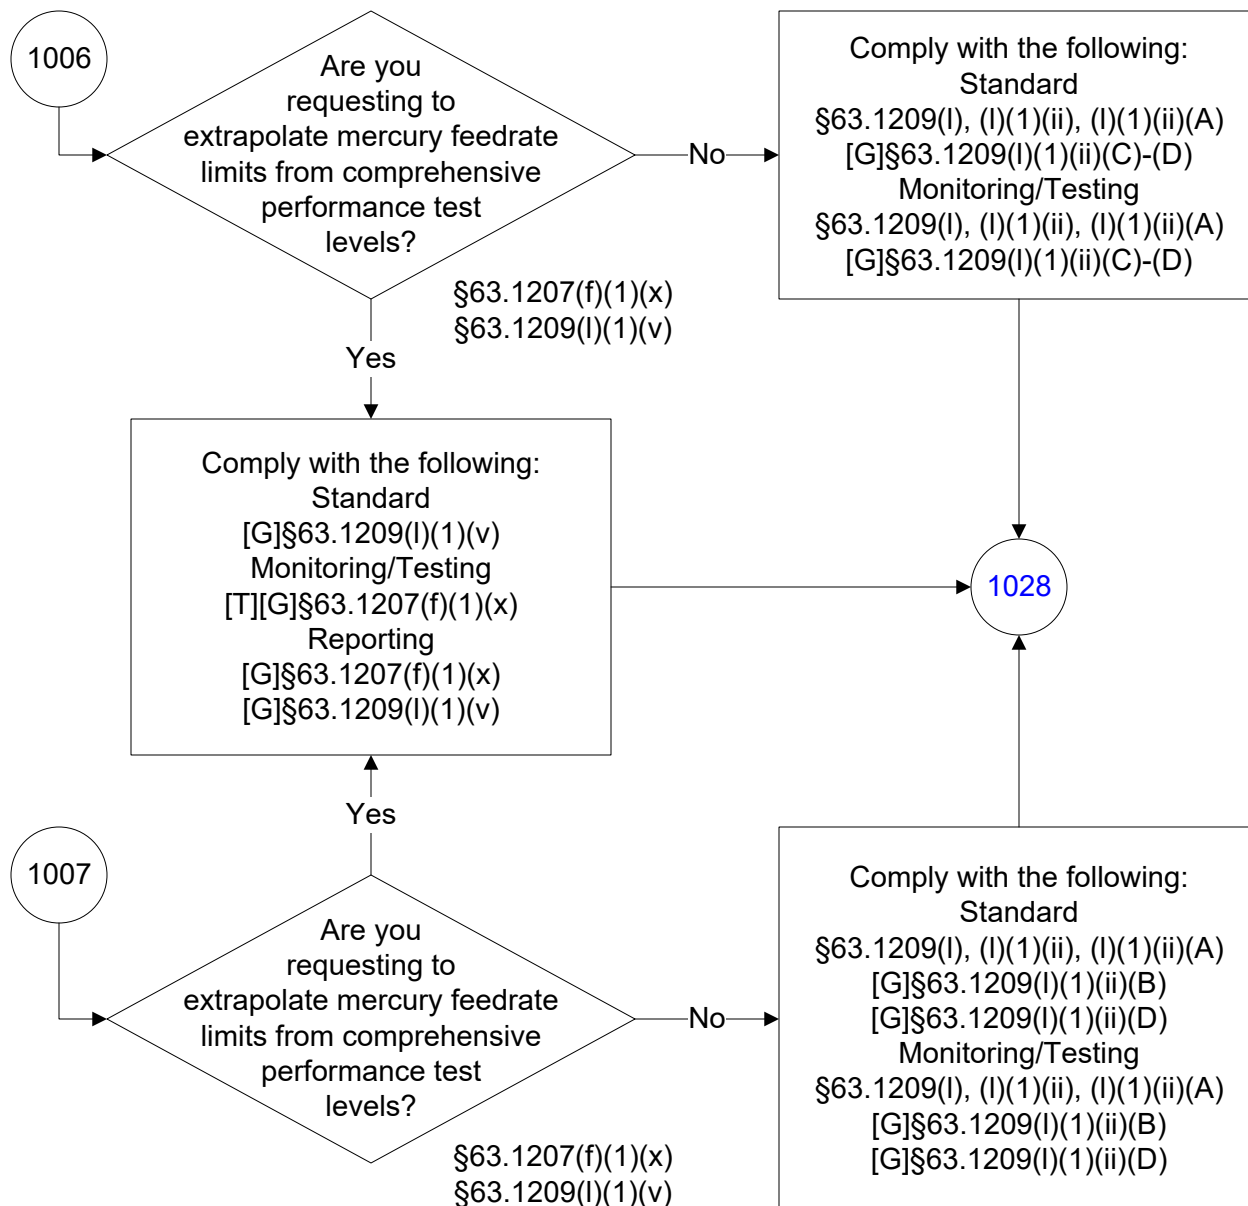 1006
Are you
requesting to
extrapolate mercury feedrate
limits from comprehensive
performance test
levels?
§63.1207(f)(1)(x)
§63.1209(l)(1)(v)
No
Comply with the following:
Standard
§63.1209(l), (l)(1)(ii), (l)(1)(ii)(A)
[G]§63.1209(l)(1)(ii)(C)-(D)
Monitoring/Testing
§63.1209(l), (l)(1)(ii), (l)(1)(ii)(A)
[G]§63.1209(l)(1)(ii)(C)-(D)
Yes
Comply with the following:
Standard
[G]§63.1209(l)(1)(v)
Monitoring/Testing
[T][G]§63.1207(f)(1)(x)
Reporting
[G]§63.1207(f)(1)(x)
[G]§63.1209(l)(1)(v)
1028
Yes
1007
Are you
requesting to
extrapolate mercury feedrate
limits from comprehensive
performance test
levels?
§63.1207(f)(1)(x)
§63.1209(l)(1)(v)
No
Comply with the following:
Standard
§63.1209(l), (l)(1)(ii), (l)(1)(ii)(A)
[G]§63.1209(l)(1)(ii)(B)
[G]§63.1209(l)(1)(ii)(D)
Monitoring/Testing
§63.1209(l), (l)(1)(ii), (l)(1)(ii)(A)
[G]§63.1209(l)(1)(ii)(B)
[G]§63.1209(l)(1)(ii)(D)